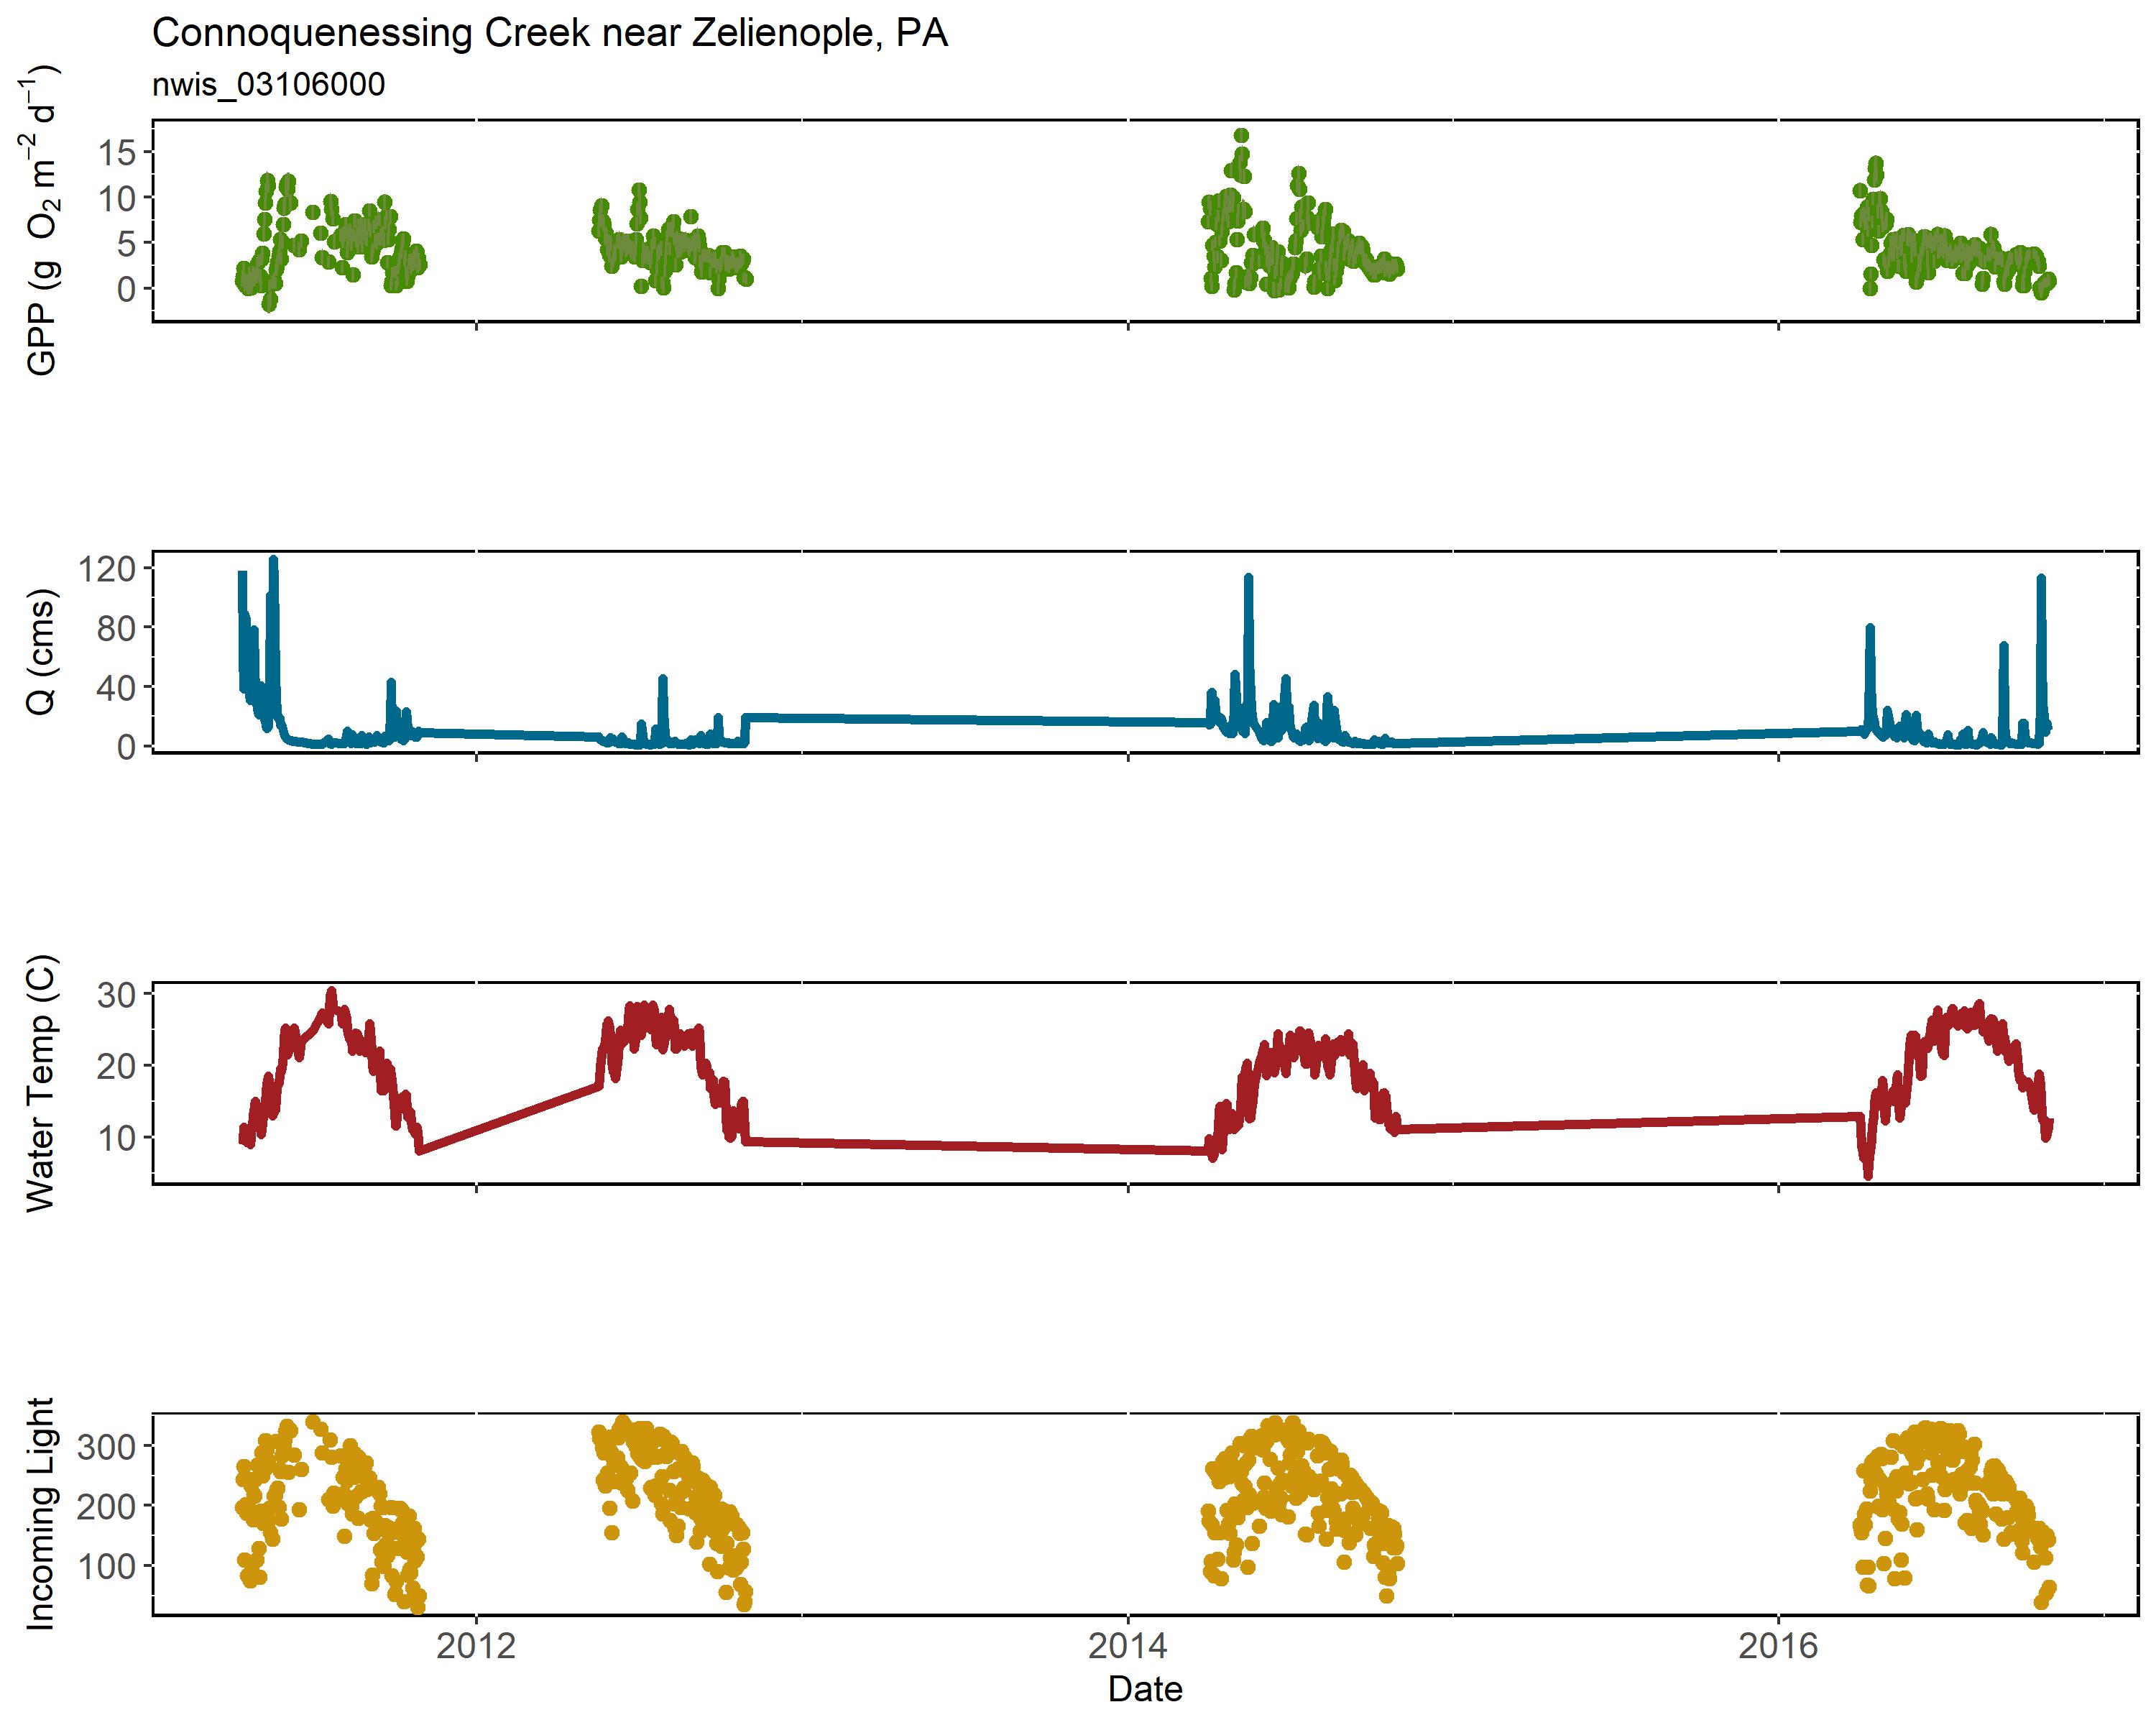 Connoquenessing Creek near Zelienople, PA
nwis_03106000
GPP (g O₂ m⁻² d⁻¹)
15
10
5
0
Q (cms)
120
80
40
0
Water Temp (C)
30
20
10
Incoming Light
300
200
100
2012 2014 2016
Date